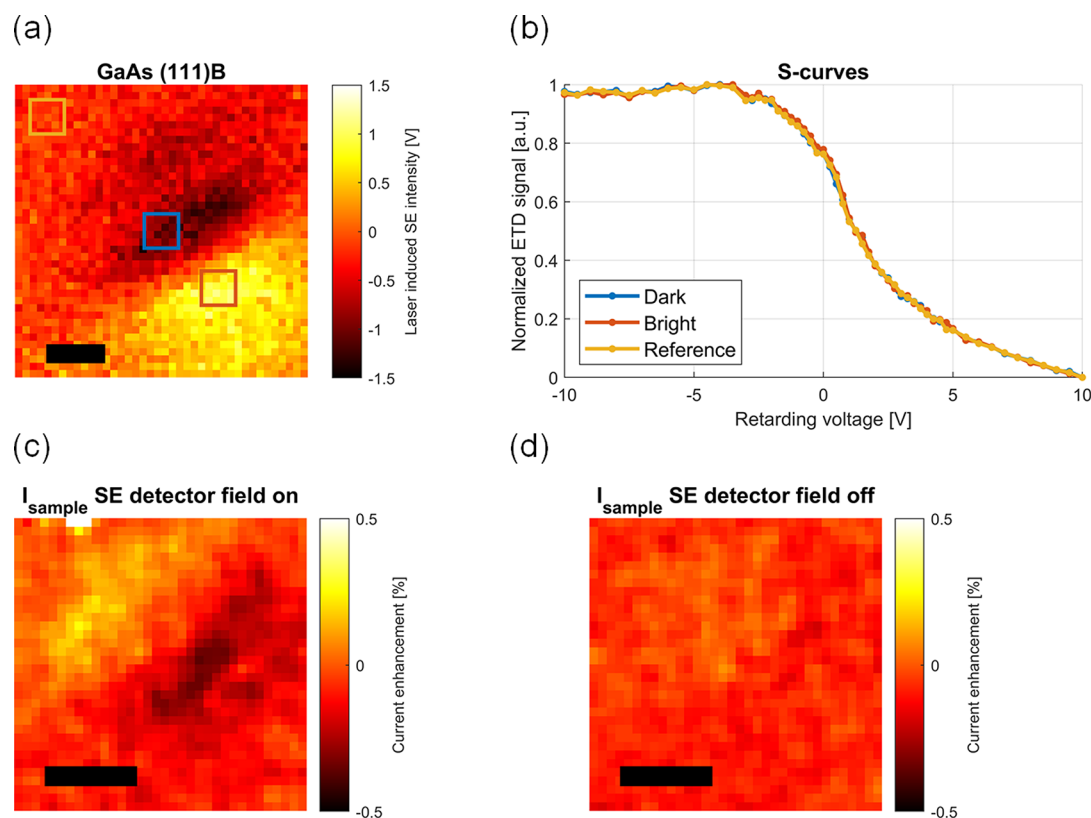 (a)
GaAs (111)B
1.5
1
0.5
0
-0.5
-1
-1.5
Laser induced SE intensity [V]
(b)
S-curves
1
0.8
0.6
0.4
0.2
0
Normalized ETD signal [a.u.]
Dark
Bright
Reference
-10
-5
0
5
10
Retarding voltage [V]
(c)
Isample SE detector field on
0.5
0
-0.5
Current enhancement [%]
(d)
Isample SE detector field off
0.5
0
-0.5
Current enhancement [%]